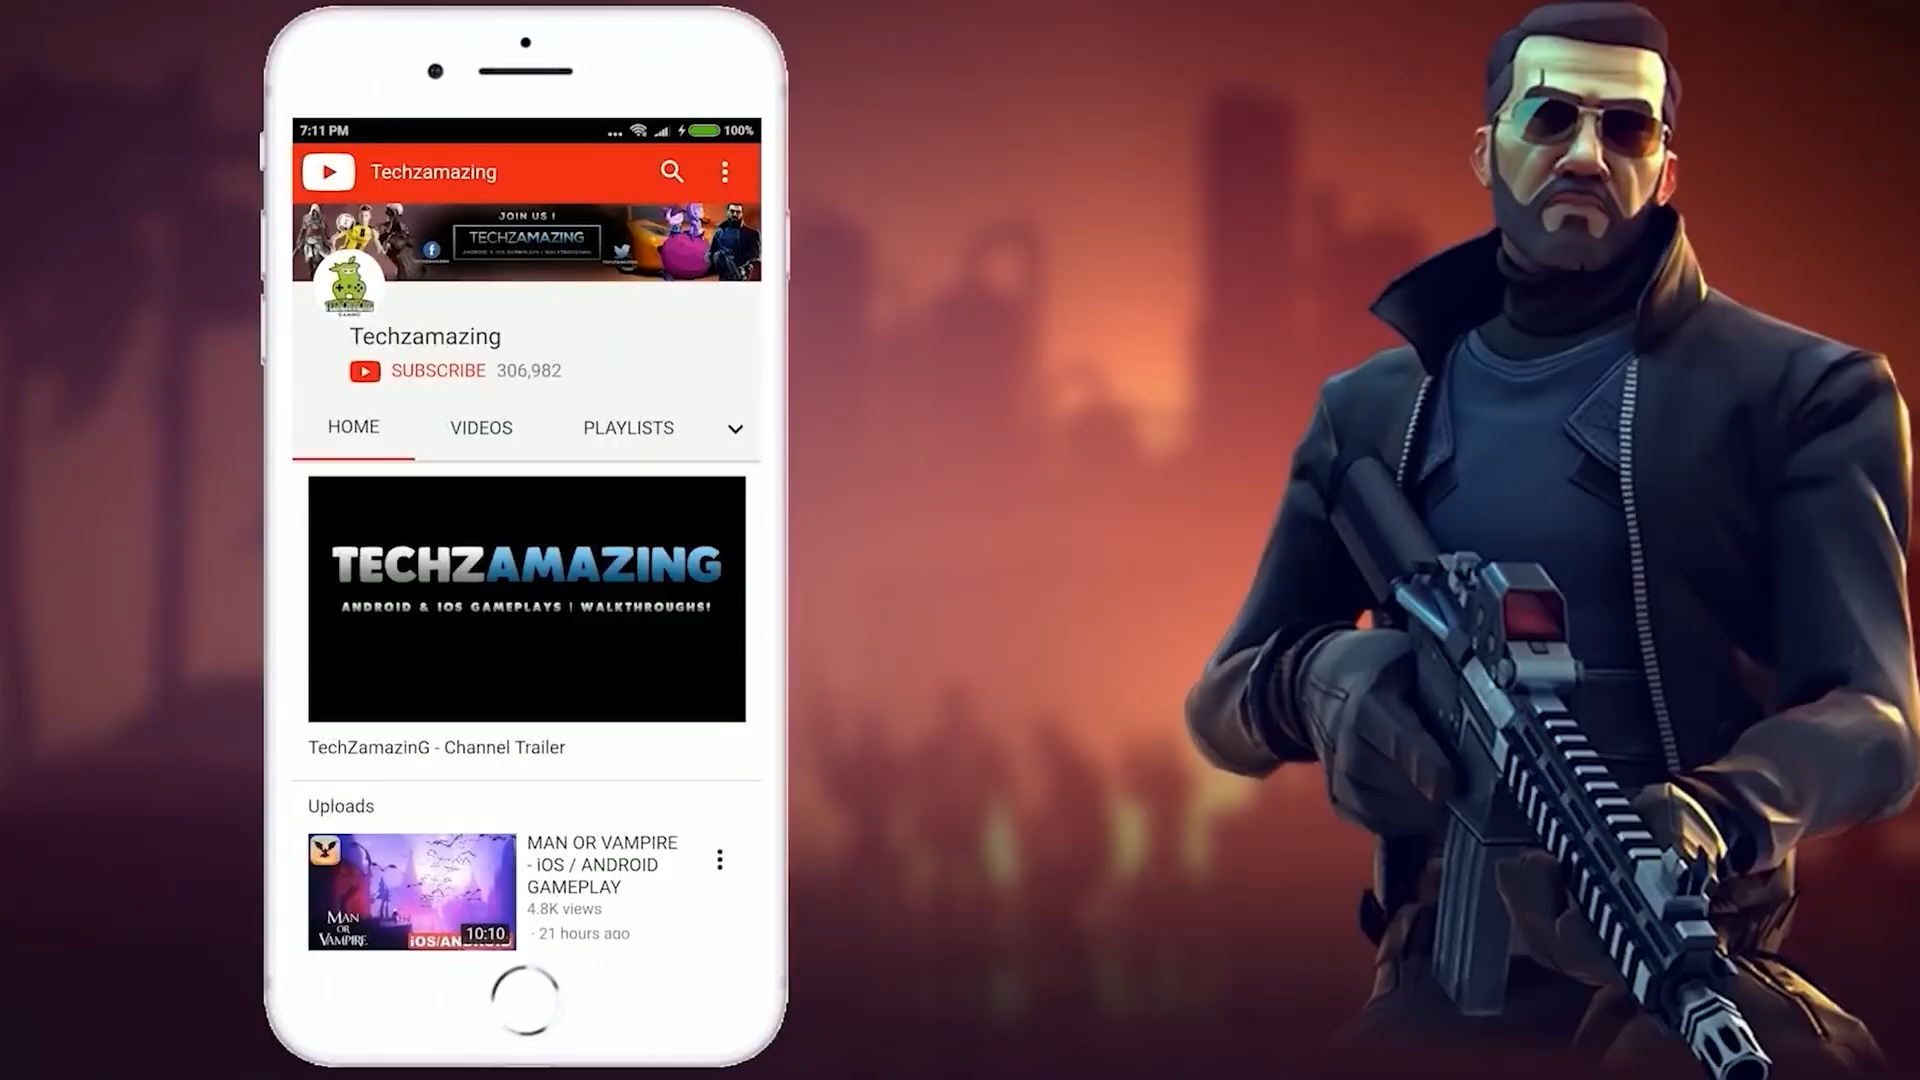 7:11 PM
100%
Techzamazing
JOIN US !
TECHZAMAZING
Techzamazing
SUBSCRIBE 306,982
HOME
VIDEOS
PLAYLISTS
TECHZAMAZING
ANDROID & IOS GAMEPLAYS | WALKTHROUGHS!
TechZamazinG - Channel Trailer
Uploads
MAN OR VAMPIRE
- iOS / ANDROID
GAMEPLAY
4.8K views
· 21 hours ago
MAN
OR
VAMPIRE
10:10